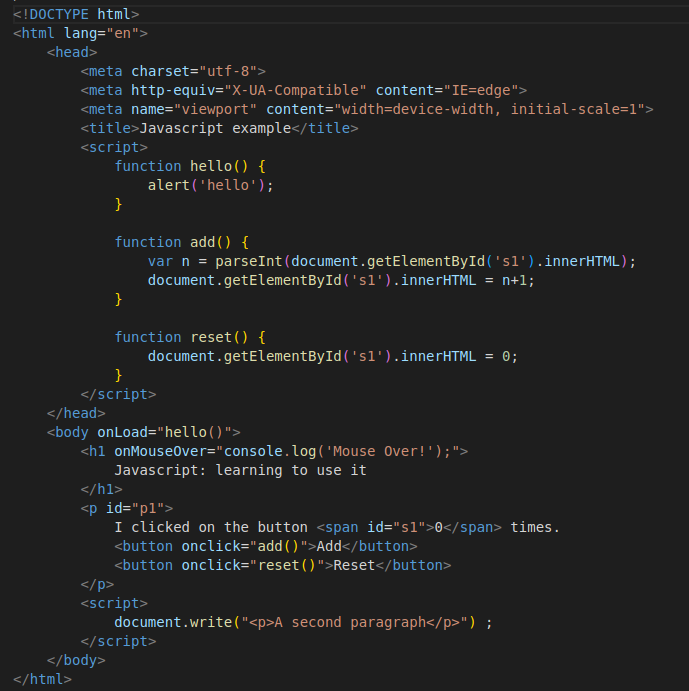 <!DOCTYPE html>
<html lang="en">
    <head>
        <meta charset="utf-8">
        <meta http-equiv="X-UA-Compatible" content="IE=edge">
        <meta name="viewport" content="width=device-width, initial-scale=1">
        <title>Javascript example</title>
        <script>
            function hello() {
                alert('hello');
            }

            function add() {
                var n = parseInt(document.getElementById('s1').innerHTML);
                document.getElementById('s1').innerHTML = n+1;
            }

            function reset() {
                document.getElementById('s1').innerHTML = 0;
            }
        </script>
    </head>
    <body onLoad="hello()">
        <h1 onMouseOver="console.log('Mouse Over!');">
            Javascript: learning to use it
        </h1>
        <p id="p1">
            I clicked on the button <span id="s1">0</span> times.
            <button onclick="add()">Add</button>
            <button onclick="reset()">Reset</button>
        </p>
        <script>
            document.write("<p>A second paragraph</p>") ;
        </script>
    </body>
</html>